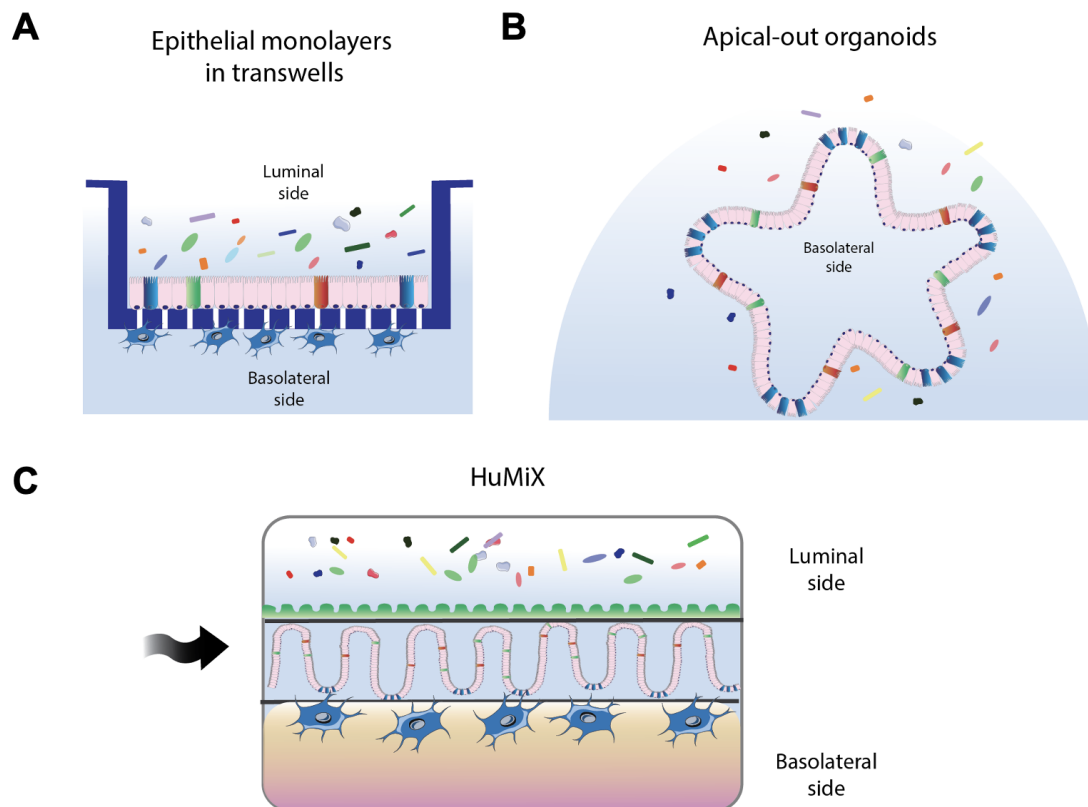 A
Epithelial monolayers
in transwells
Luminal
side
Basolateral
side
B
Apical-out organoids
Basolateral
side
C
HuMiX
Luminal
side
Basolateral
side